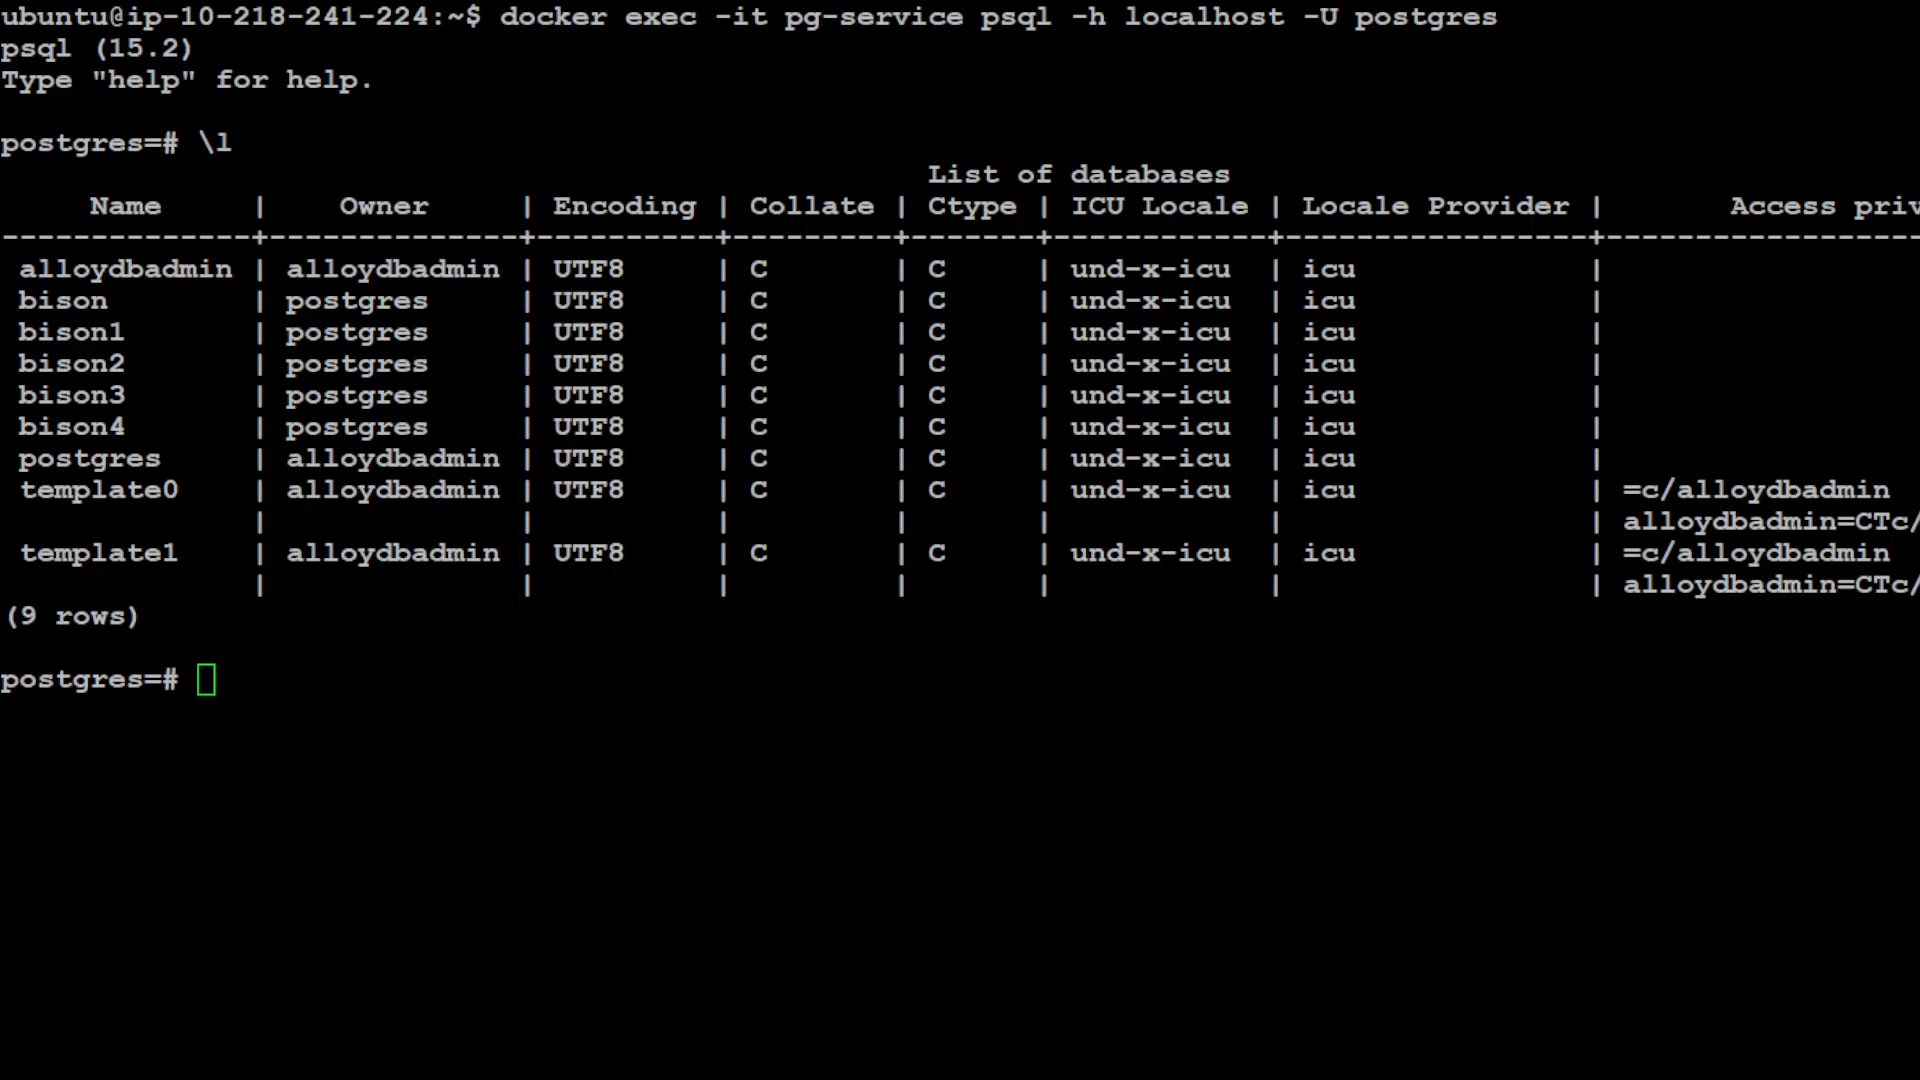 ubuntu@ip-10-218-241-224:~$ docker exec -it pg-service psql -h localhost -U postgres
psql (15.2)
Type "help" for help.

postgres=# \l
                                                    List of databases
     Name     |    Owner     | Encoding | Collate | Ctype | ICU Locale | Locale Provider |       Access priv
--------------+--------------+----------+---------+-------+------------+-----------------+------------------
 alloydbadmin | alloydbadmin | UTF8     | C       | C     | und-x-icu  | icu             |
 bison        | postgres     | UTF8     | C       | C     | und-x-icu  | icu             |
 bison1       | postgres     | UTF8     | C       | C     | und-x-icu  | icu             |
 bison2       | postgres     | UTF8     | C       | C     | und-x-icu  | icu             |
 bison3       | postgres     | UTF8     | C       | C     | und-x-icu  | icu             |
 bison4       | postgres     | UTF8     | C       | C     | und-x-icu  | icu             |
 postgres     | alloydbadmin | UTF8     | C       | C     | und-x-icu  | icu             |
 template0    | alloydbadmin | UTF8     | C       | C     | und-x-icu  | icu             | =c/alloydbadmin
              |              |          |         |       |            |                 | alloydbadmin=CTc/
 template1    | alloydbadmin | UTF8     | C       | C     | und-x-icu  | icu             | =c/alloydbadmin
              |              |          |         |       |            |                 | alloydbadmin=CTc/
(9 rows)

postgres=#